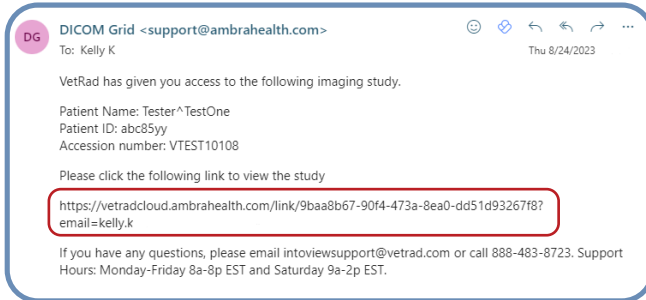 DG
DICOM Grid <support@ambrahealth.com>
To: Kelly K
Thu 8/24/2023
VetRad has given you access to the following imaging study.
Patient Name: Tester^TestOne
Patient ID: abc85yy
Accession number: VTEST10108
Please click the following link to view the study
https://vetradcloud.ambrahealth.com/link/9baa8b67-90f4-473a-8ea0-dd51d93267f8?
email=kelly.k
If you have any questions, please email intoviewsupport@vetrad.com or call 888-483-8723. Support
Hours: Monday-Friday 8a-8p EST and Saturday 9a-2p EST.